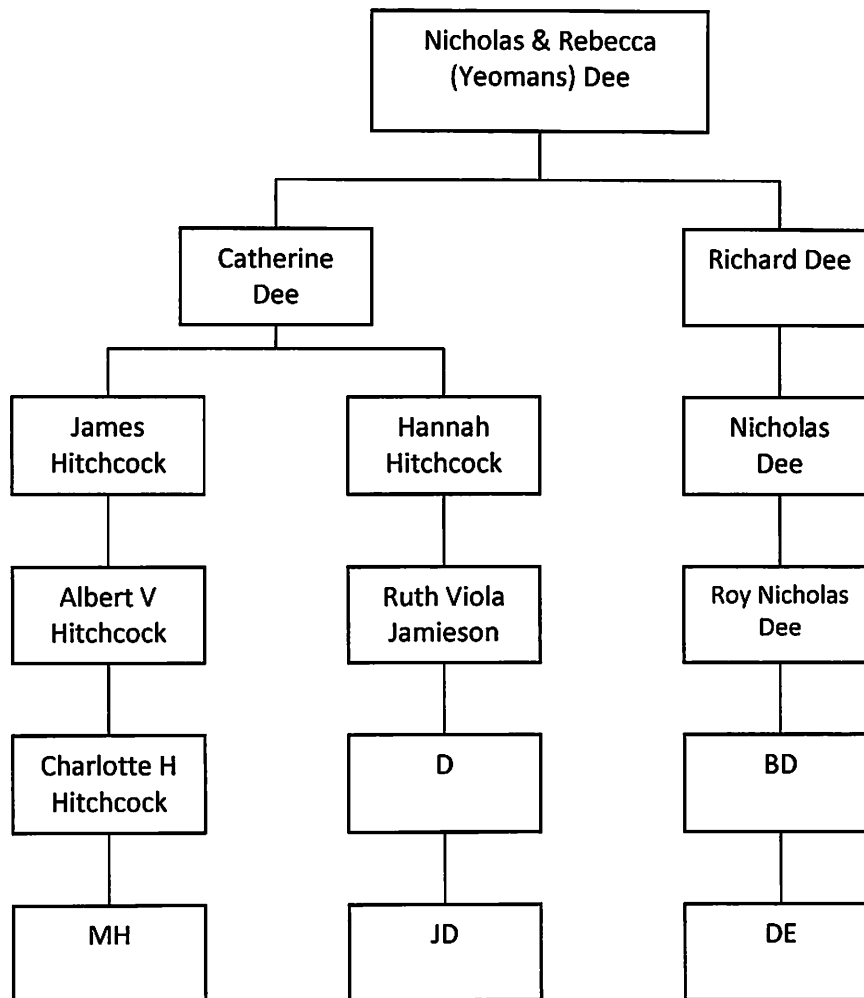 Nicholas & Rebecca
(Yeomans) Dee
Catherine
Dee
Richard Dee
James
Hitchcock
Hannah
Hitchcock
Nicholas
Dee
Albert V
Hitchcock
Ruth Viola
Jamieson
Roy Nicholas
Dee
Charlotte H
Hitchcock
D
BD
MH
JD
DE